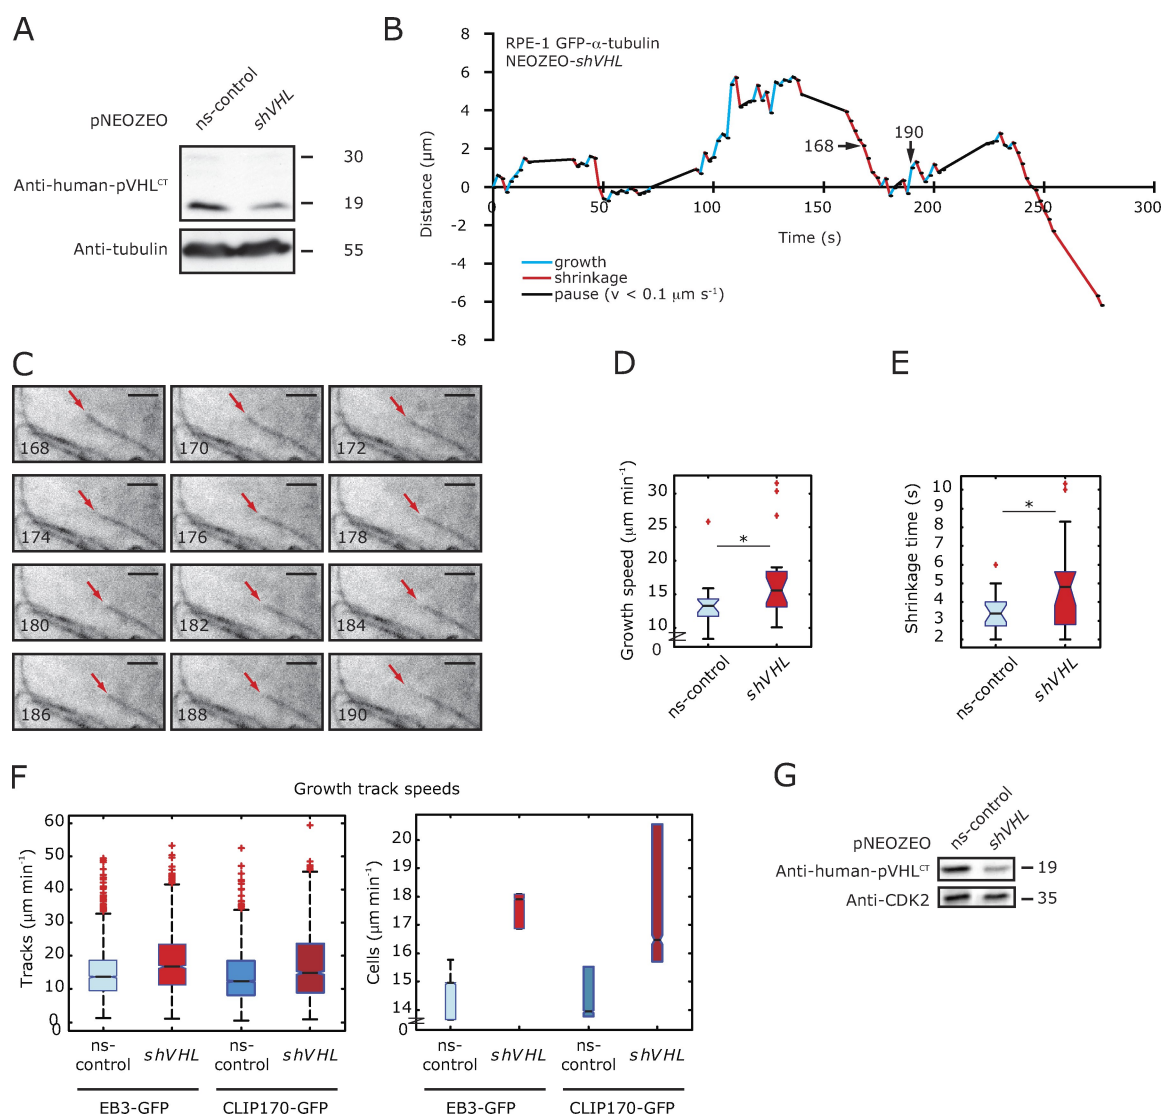 A
pNEOZEO
ns-control
shVHL
Anti-human-pVHLᶜᵀ
30
19
Anti-tubulin
55
B
RPE-1 GFP-α-tubulin
NEOZEO-shVHL
Distance (µm)
8
6
4
2
0
-2
-4
-6
-8
0
50
100
150
200
250
300
Time (s)
168
190
growth
shrinkage
pause (v < 0.1 µm s⁻¹)
C
168
170
172
174
176
178
180
182
184
186
188
190
D
Growth speed (µm min⁻¹)
30
25
20
15
10
0
*
ns-control
shVHL
E
Shrinkage time (s)
10
9
8
7
6
5
4
3
2
*
ns-control
shVHL
F
Growth track speeds
Tracks (µm min⁻¹)
60
50
40
30
20
10
0
0
ns-control
shVHL
ns-control
shVHL
EB3-GFP
CLIP170-GFP
Cells (µm min⁻¹)
20
19
18
17
16
15
14
0
ns-control
shVHL
ns-control
shVHL
EB3-GFP
CLIP170-GFP
G
pNEOZEO
ns-control
shVHL
Anti-human-pVHLᶜᵀ
19
Anti-CDK2
35